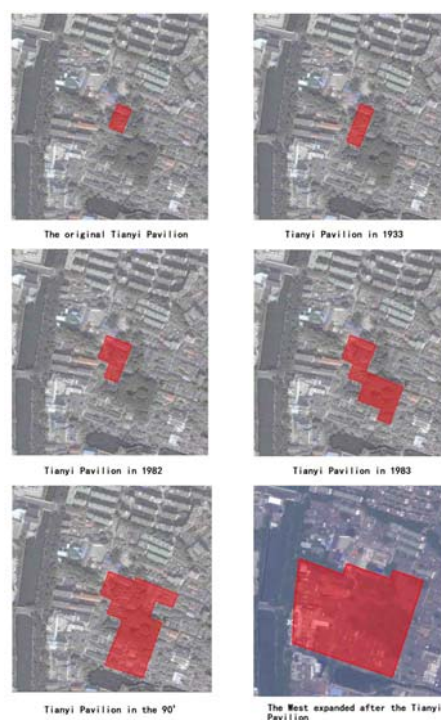 The original Tianyi Pavilion
Tianyi Pavilion in 1933
Tianyi Pavilion in 1982
Tianyi Pavilion in 1983
Tianyi Pavilion in the 90'
The West expanded after the Tianyi
Pavilion